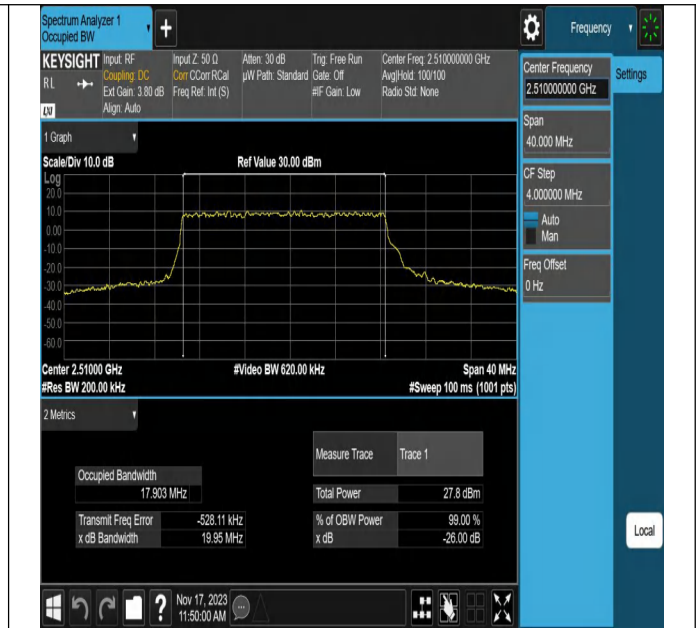 Spectrum Analyzer 1
Occupied BW
+
Frequency
KEYSIGHT
RL
LNI
Input: RF
Coupling: DC
Ext Gain: 3.80 dB
Align: Auto
Input Z: 50 Ω
Corr CCorr RCal
Freq Ref: Int (S)
Atten: 30 dB
µW Path: Standard
Trig: Free Run
Gate: Off
#IF Gain: Low
Center Freq: 2.510000000 GHz
Avg|Hold: 100/100
Radio Std: None
Center Frequency
2.510000000 GHz
Settings
Span
40.000 MHz
CF Step
4.000000 MHz
Auto
Man
Freq Offset
0 Hz
Local
1 Graph
Scale/Div 10.0 dB
Ref Value 30.00 dBm
Log
20.0
10.0
0.00
-10.0
-20.0
-30.0
-40.0
-50.0
-60.0
Center 2.51000 GHz
#Video BW 620.00 kHz
Span 40 MHz
#Res BW 200.00 kHz
#Sweep 100 ms (1001 pts)
2 Metrics
Measure Trace Trace 1
Occupied Bandwidth
17.903 MHz
Total Power 27.8 dBm
Transmit Freq Error -528.11 kHz
% of OBW Power 99.00 %
x dB Bandwidth 19.95 MHz
x dB -26.00 dB
?
Nov 17, 2023
11:50:00 AM